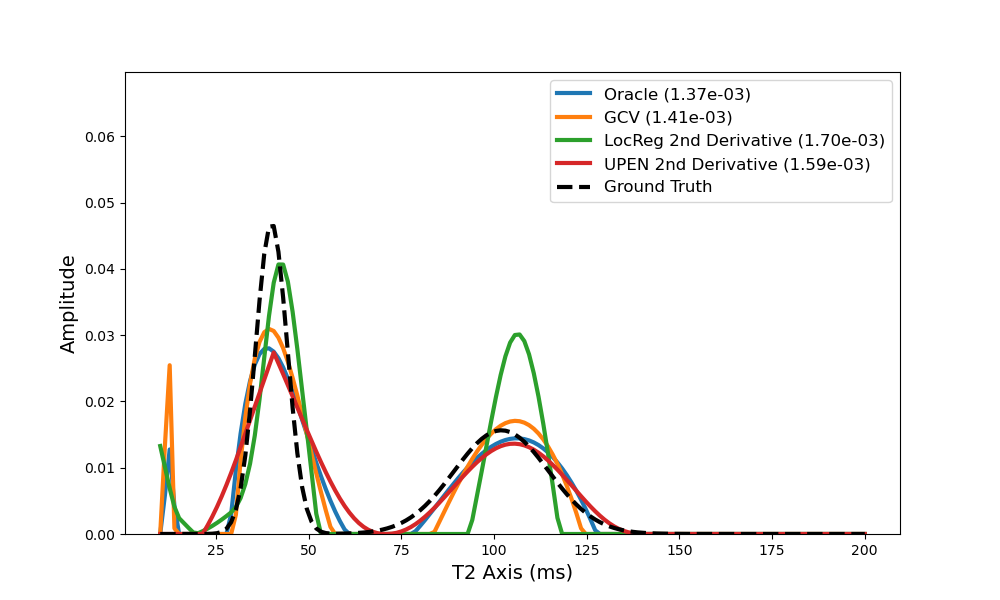 Oracle (1.37e-03)
GCV (1.41e-03)
LocReg 2nd Derivative (1.70e-03)
UPEN 2nd Derivative (1.59e-03)
Ground Truth
0.06
0.05
0.04
0.03
0.02
0.01
0.00
Amplitude
25 50 75 100 125 150 175 200
T2 Axis (ms)